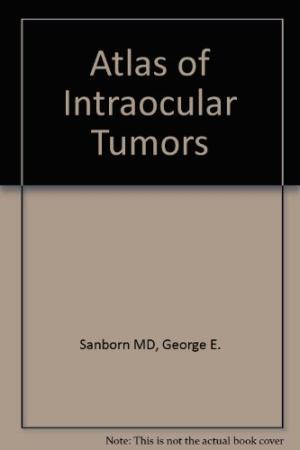 Atlas of
Intraocular
Tumors
Sanborn MD, George E.
Note: This is not the actual book cover